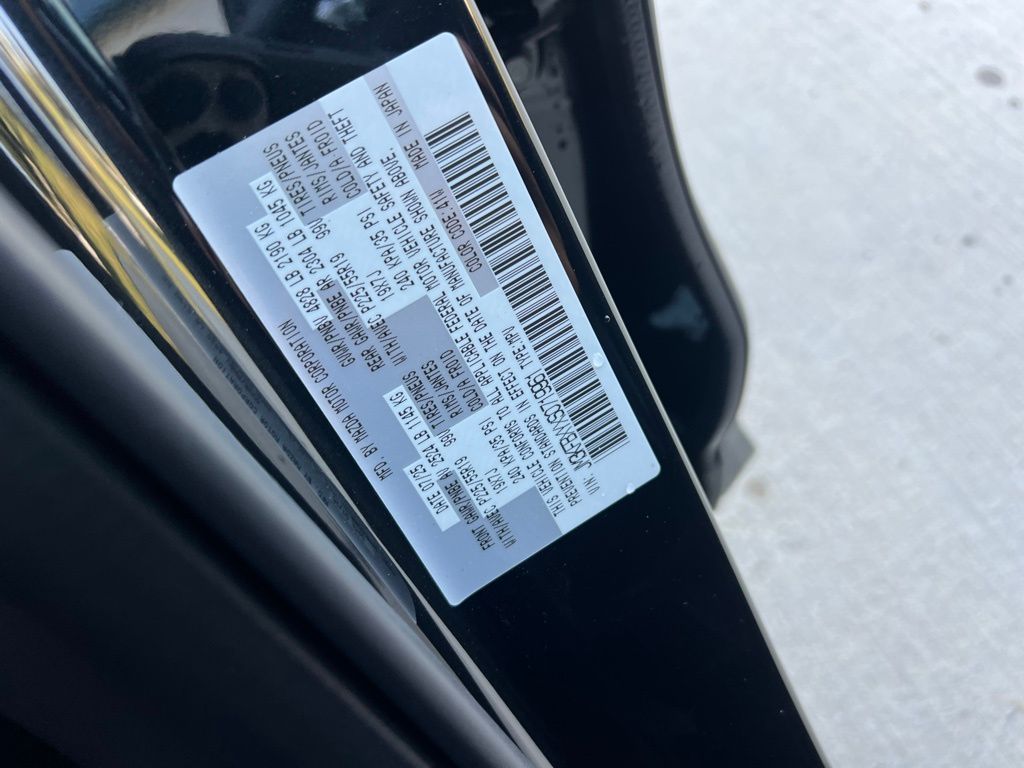 MFD. BY MAZDA MOTOR CORPORATION
DATE 07/25 GVWR/PNBV 4828 LB 2190 KG
FRONT GAWR/PNBE AV 2524 LB 1145 KG REAR GAWR/PNBE AR 2304 LB 1045 KG
WITH/AVEC P225/55R19 99V TIRES/PNEUS WITH/AVEC P225/55R19 99V TIRES/PNEUS
19X7J RIMS/JANTES 19X7J RIMS/JANTES
240 KPA/35 PSI COLD/A FROID 240 KPA/35 PSI COLD/A FROID
THIS VEHICLE CONFORMS TO ALL APPLICABLE FEDERAL MOTOR VEHICLE SAFETY AND THEFT
PREVENTION STANDARDS IN EFFECT ON THE DATE OF MANUFACTURE SHOWN ABOVE.
VIN: TYPE: MPV COLOR CODE: 41W MADE IN JAPAN